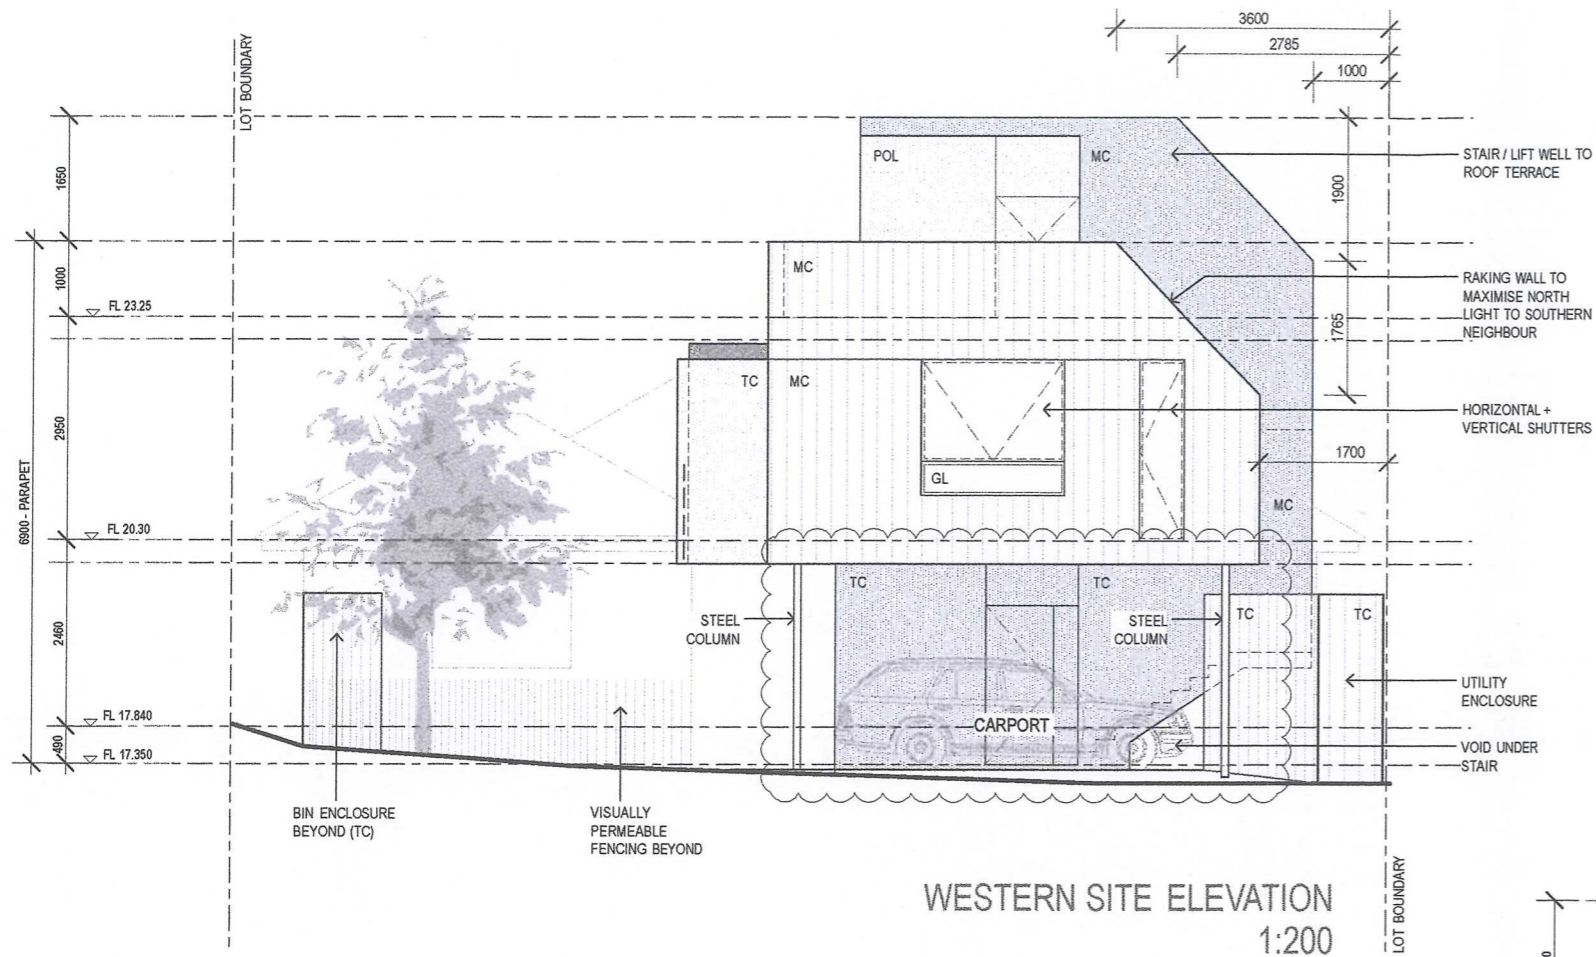 3600
2785
1000
LOT BOUNDARY
1650
POL
MC
STAIR / LIFT WELL TO
ROOF TERRACE
1900
1000
MC
RAKING WALL TO
MAXIMISE NORTH
LIGHT TO SOUTHERN
NEIGHBOUR
FL 23.25
1765
TC
MC
HORIZONTAL +
VERTICAL SHUTTERS
2950
6900 - PARAPET
GL
1700
MC
FL 20.30
TC
TC
STEEL
COLUMN
STEEL
COLUMN
TC
TC
2460
UTILITY
ENCLOSURE
FL 17.840
CARPORT
490
FL 17.350
VOID UNDER
STAIR
BIN ENCLOSURE
BEYOND (TC)
VISUALLY
PERMEABLE
FENCING BEYOND
WESTERN SITE ELEVATION
1:200
LOT BOUNDARY